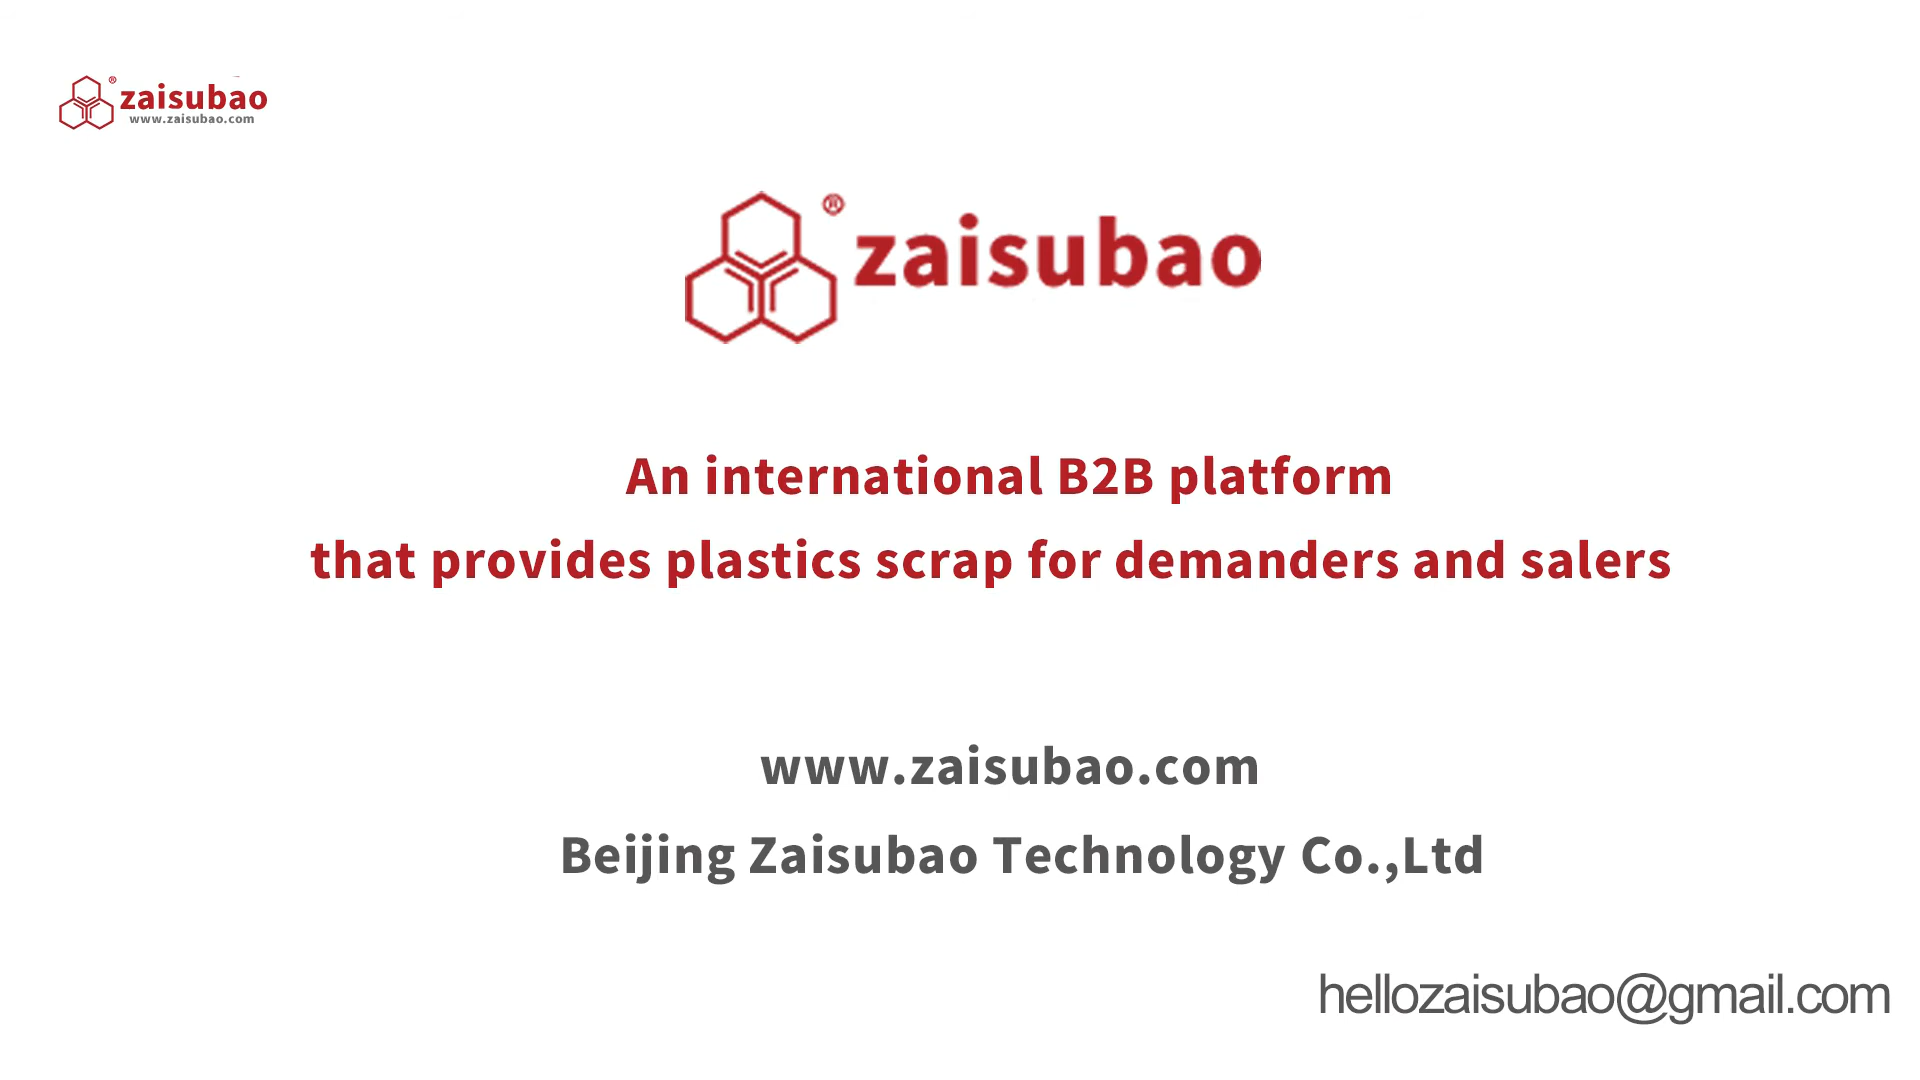 zaisubao
www.zaisubao.com
® zaisubao
An international B2B platform
that provides plastics scrap for demanders and salers
www.zaisubao.com
Beijing Zaisubao Technology Co.,Ltd
hellozaisubao@gmail.com